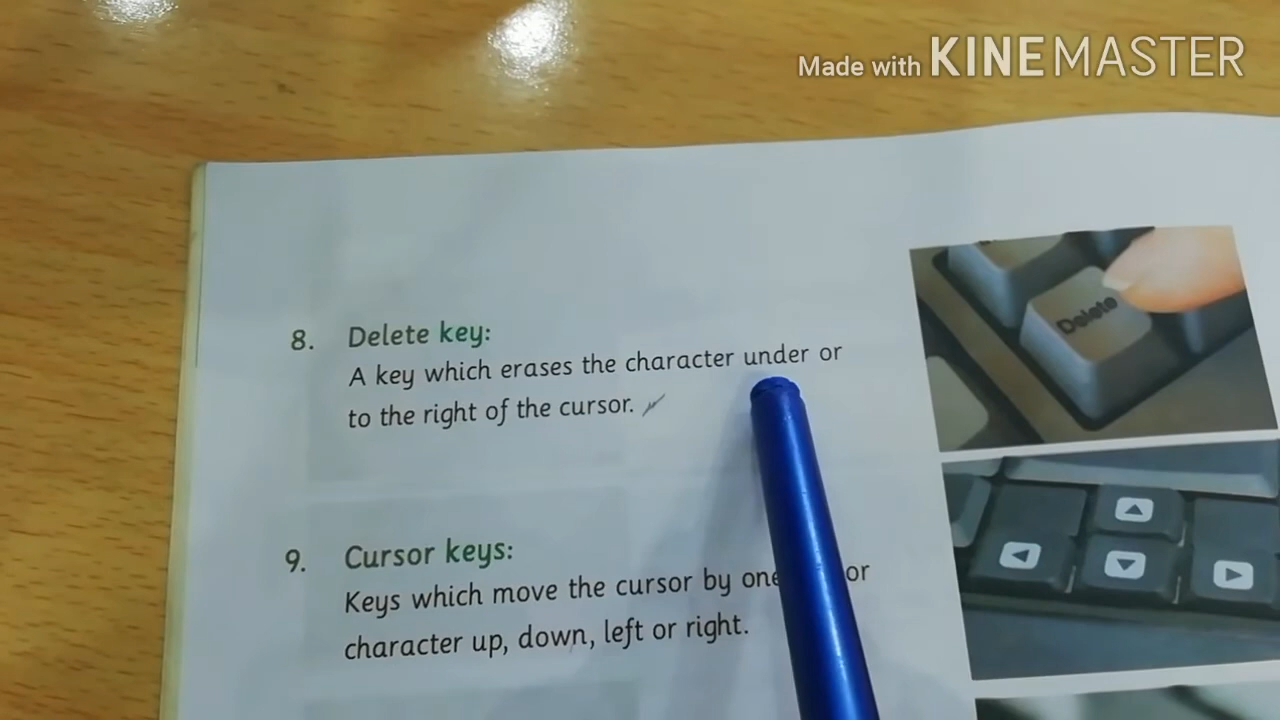 Made with KINEMASTER
8. Delete key:
A key which erases the character under or
to the right of the cursor.
Delete
9. Cursor keys:
Keys which move the cursor by one or
character up, down, left or right.